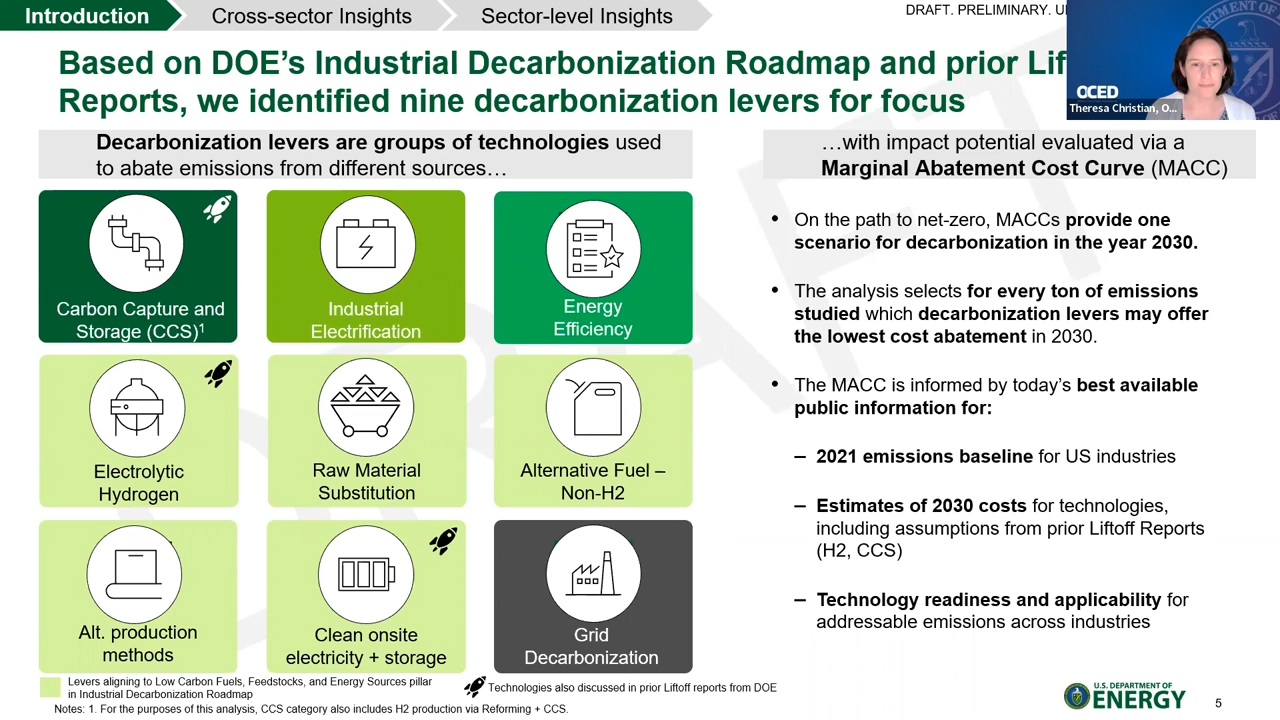 Introduction
Cross-sector Insights
Sector-level Insights
DRAFT. PRELIMINARY.
Based on DOE’s Industrial Decarbonization Roadmap and prior
Reports, we identified nine decarbonization levers for focus
OCED
Theresa Christian, O...
Decarbonization levers are groups of technologies used
to abate emissions from different sources…
Carbon Capture and
Storage (CCS)¹
Industrial
Electrification
Energy
Efficiency
Electrolytic
Hydrogen
Raw Material
Substitution
Alternative Fuel –
Non-H2
Alt. production
methods
Clean onsite
electricity + storage
Grid
Decarbonization
Levers aligning to Low Carbon Fuels, Feedstocks, and Energy Sources pillar
in Industrial Decarbonization Roadmap
Technologies also discussed in prior Liftoff reports from DOE
Notes: 1. For the purposes of this analysis, CCS category also includes H2 production via Reforming + CCS.
…with impact potential evaluated via a
Marginal Abatement Cost Curve (MACC)
• On the path to net-zero, MACCs provide one
scenario for decarbonization in the year 2030.
• The analysis selects for every ton of emissions
studied which decarbonization levers may offer
the lowest cost abatement in 2030.
• The MACC is informed by today’s best available
public information for:
– 2021 emissions baseline for US industries
– Estimates of 2030 costs for technologies,
including assumptions from prior Liftoff Reports
(H2, CCS)
– Technology readiness and applicability for
addressable emissions across industries
U.S. DEPARTMENT OF
ENERGY
5
DRAFT